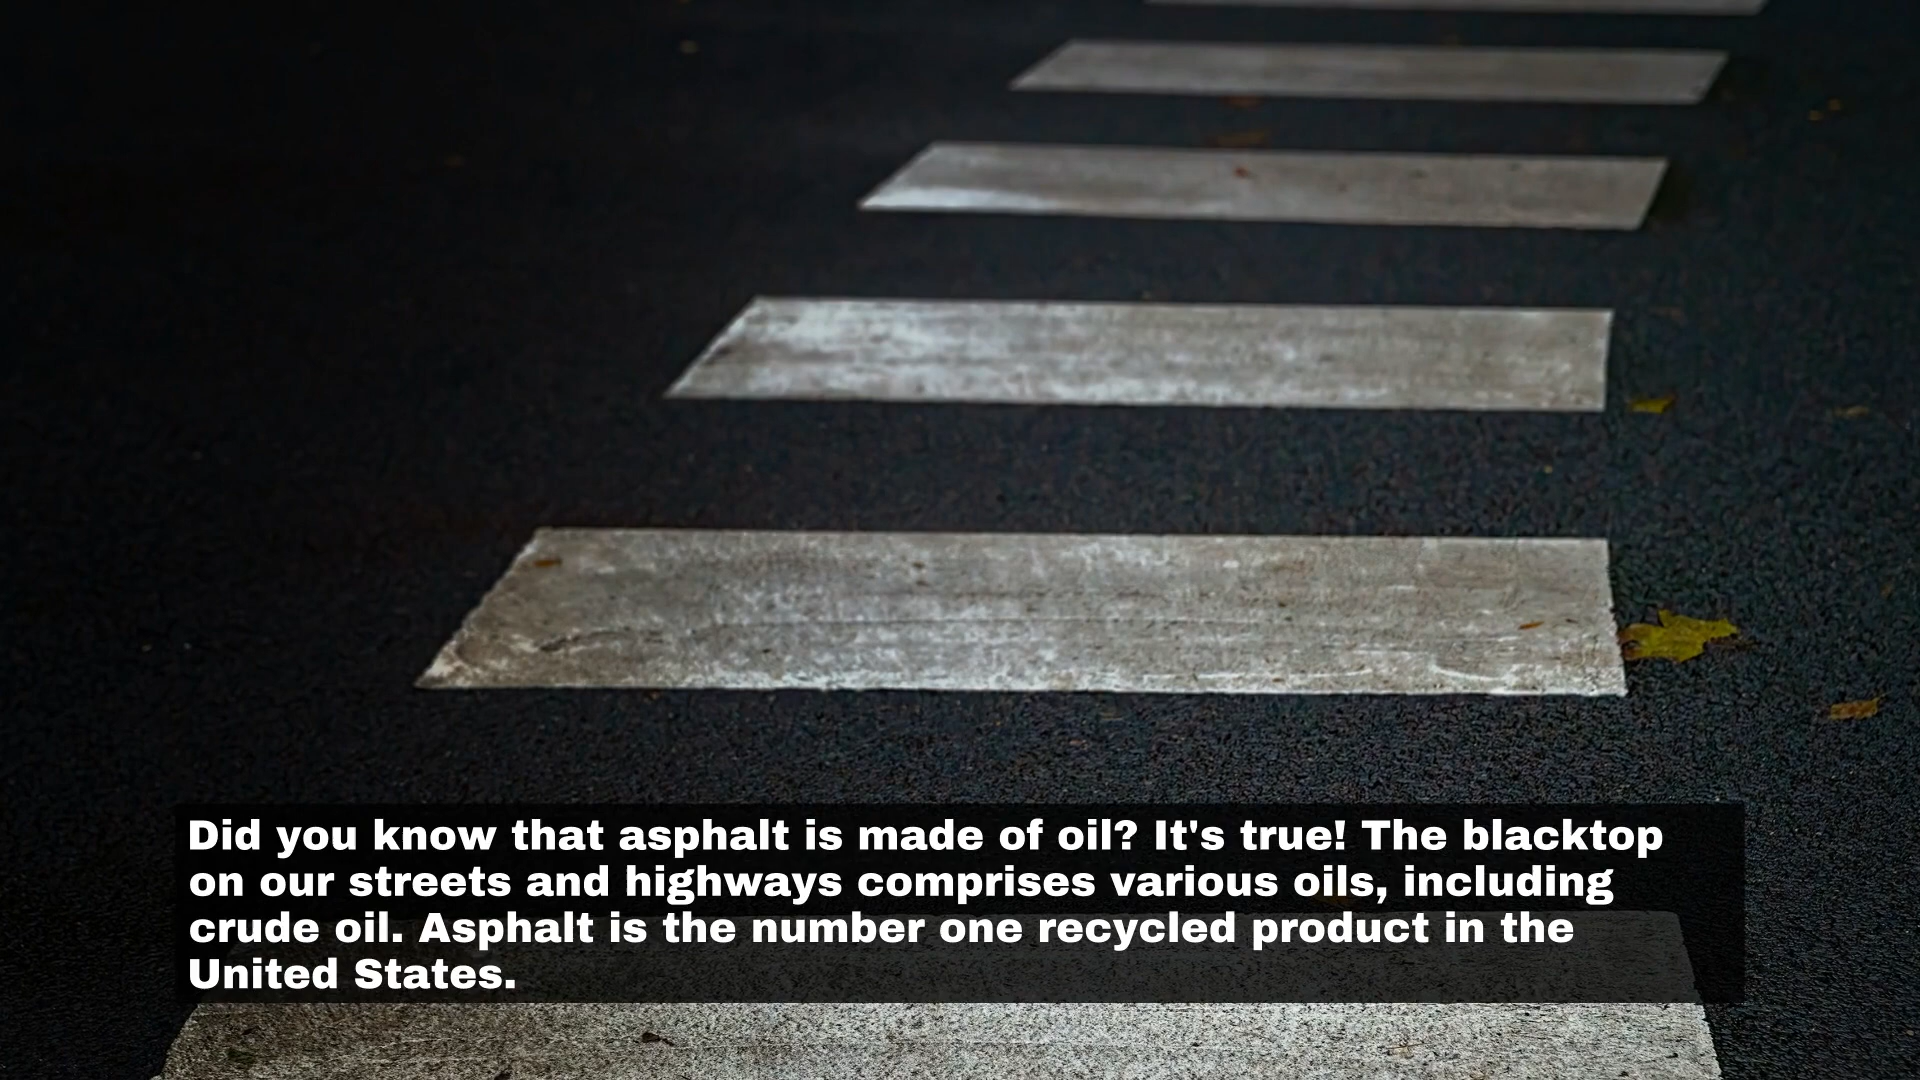 Did you know that asphalt is made of oil? It's true! The blacktop
on our streets and highways comprises various oils, including
crude oil. Asphalt is the number one recycled product in the
United States.